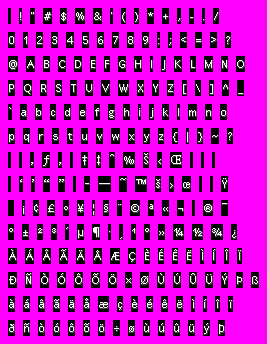 ! " # $ % & ' ( ) * + , - . /
0 1 2 3 4 5 6 7 8 9 : ; < = > ?
@ A B C D E F G H I J K L M N O
P Q R S T U V W X Y Z [ \ ] ^ _
` a b c d e f g h i j k l m n o
p q r s t u v w x y z { | } ~ ?
| | , ƒ „ | † ‡ ˆ ‰ Š ‹ Œ | | |
| ‘ ’ “ ” | - — ˜ ™ š › œ | | Ÿ
¡ ¢ £ ¤ ¥ ¦ § ¨ © ª « ¬ | ® ¯
° ± ² ³ ´ µ ¶ · ¸ ¹ º » ¼ ½ ¾ ¿
À Á Â Ã Ä Å Æ Ç È É Ê Ë Ì Í Î Ï
Ð Ñ Ò Ó Ô Õ Ö × Ø Ù Ú Û Ü Ý Þ ß
à á â ã ä å æ ç è é ê ë ì í î ï
ð ñ ò ó ô õ ö ÷ ø ù ú û ü ý þ